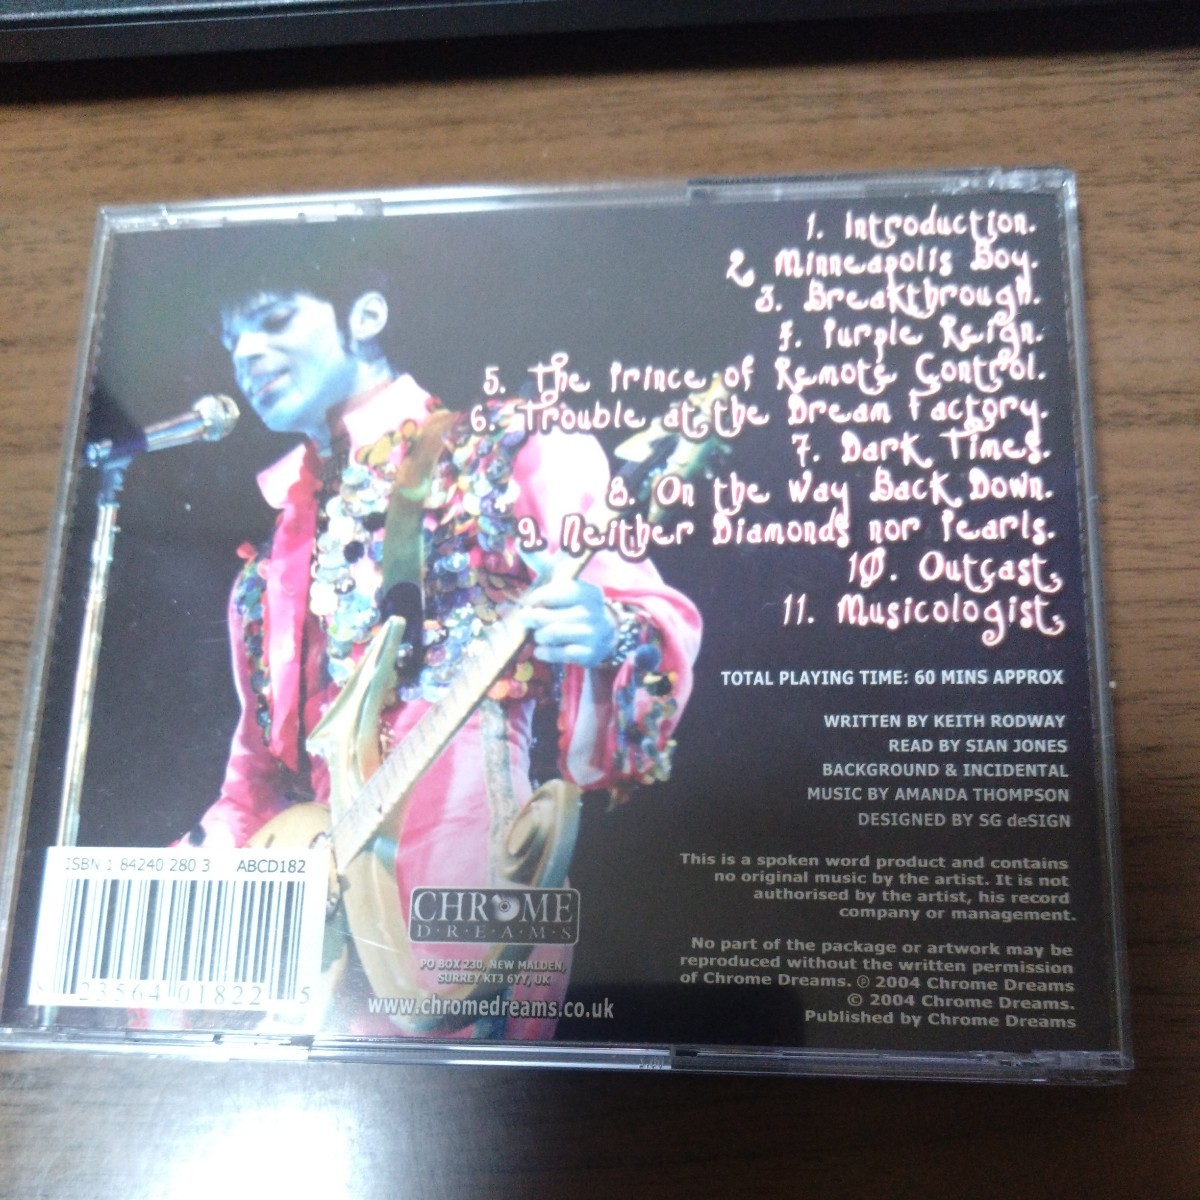 1. Introduction.
2 Minneapolis Boy.
3. Breakthrough.
4. Purple Reign.
5. The Prince of Remote Control.
6. Trouble at the Dream Factory.
7. Dark Times.
8. On the Way Back Down.
9. Neither Diamonds nor Pearls.
10. Outcast.
11. Musicologist.
TOTAL PLAYING TIME: 60 MINS APPROX
WRITTEN BY KEITH RODWAY
READ BY SIAN JONES
BACKGROUND & INCIDENTAL
MUSIC BY AMANDA THOMPSON
DESIGNED BY SG deSIGN
This is a spoken word product and contains
no original music by the artist. It is not
authorised by the artist, his record
company or management.
No part of the package or artwork may be
reproduced without the written permission
of Chrome Dreams. ℗ 2004 Chrome Dreams
© 2004 Chrome Dreams.
Published by Chrome Dreams
ISBN 1 84240 280 3 ABCD182
8 23564 01822 5
CHROME
D·R·E·A·M·S
PO BOX 230, NEW MALDEN,
SURREY KT3 6YY, UK
www.chromedreams.co.uk